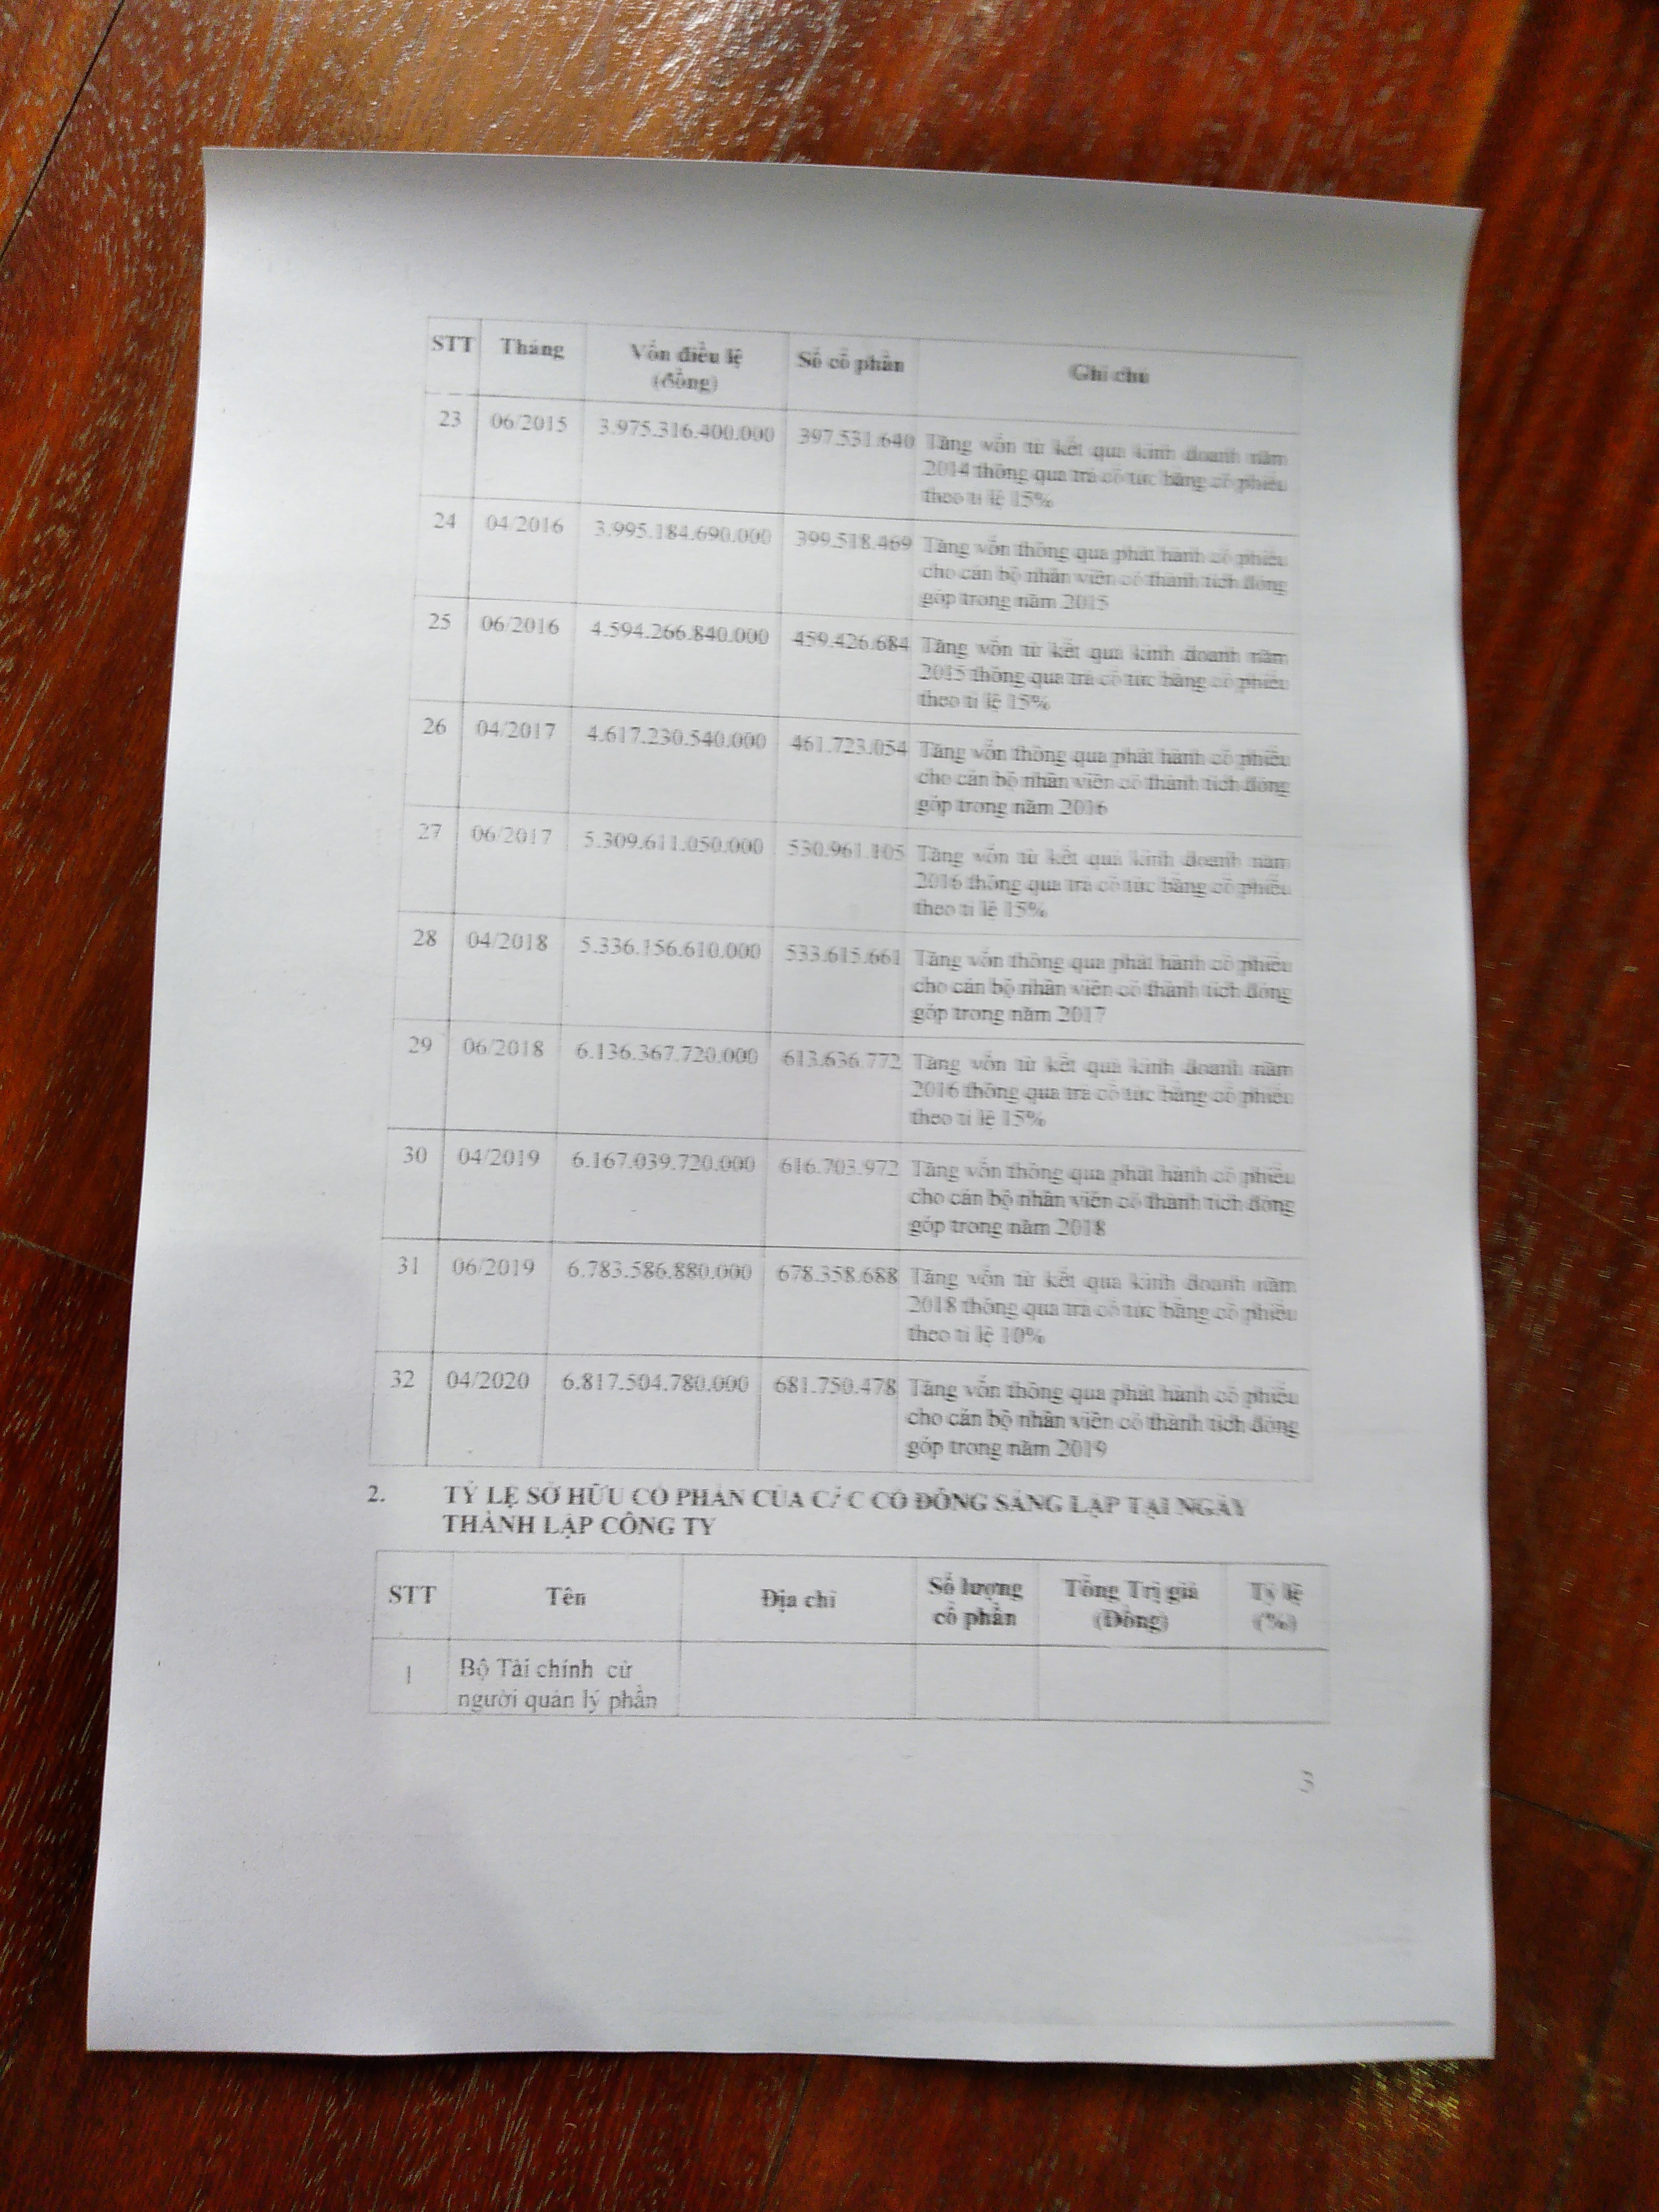 STT Tháng Vốn điều lệ (đồng) Số cổ phần Ghi chú
23 06/2015 3.975.316.400.000 397.531.640 Tăng vốn từ kết quả kinh doanh năm
2014 thông qua trả cổ tức bằng cổ phiếu
theo tỉ lệ 15%
24 04/2016 3.995.184.690.000 399.518.469 Tăng vốn thông qua phát hành cổ phiếu
cho cán bộ nhân viên có thành tích đóng
góp trong năm 2015
25 06/2016 4.594.266.840.000 459.426.684 Tăng vốn từ kết quả kinh doanh năm
2015 thông qua trả cổ tức bằng cổ phiếu
theo tỉ lệ 15%
26 04/2017 4.617.230.540.000 461.723.054 Tăng vốn thông qua phát hành cổ phiếu
cho cán bộ nhân viên có thành tích đóng
góp trong năm 2016
27 06/2017 5.309.611.050.000 530.961.105 Tăng vốn từ kết quả kinh doanh năm
2016 thông qua trả cổ tức bằng cổ phiếu
theo tỉ lệ 15%
28 04/2018 5.336.156.610.000 533.615.661 Tăng vốn thông qua phát hành cổ phiếu
cho cán bộ nhân viên có thành tích đóng
góp trong năm 2017
29 06/2018 6.136.367.720.000 613.636.772 Tăng vốn từ kết quả kinh doanh năm
2016 thông qua trả cổ tức bằng cổ phiếu
theo tỉ lệ 15%
30 04/2019 6.167.039.720.000 616.703.972 Tăng vốn thông qua phát hành cổ phiếu
cho cán bộ nhân viên có thành tích đóng
góp trong năm 2018
31 06/2019 6.783.586.880.000 678.358.688 Tăng vốn từ kết quả kinh doanh năm
2018 thông qua trả cổ tức bằng cổ phiếu
theo tỉ lệ 10%
32 04/2020 6.817.504.780.000 681.750.478 Tăng vốn thông qua phát hành cổ phiếu
cho cán bộ nhân viên có thành tích đóng
góp trong năm 2019
2. TỶ LỆ SỞ HỮU CỔ PHẦN CỦA CÁC CỔ ĐÔNG SÁNG LẬP TẠI NGÀY
THÀNH LẬP CÔNG TY
STT Tên Địa chỉ Số lượng cổ phần Tổng Trị giá (Đồng) Tỷ lệ (%)
1 Bộ Tài chính cử
người quản lý phần
3